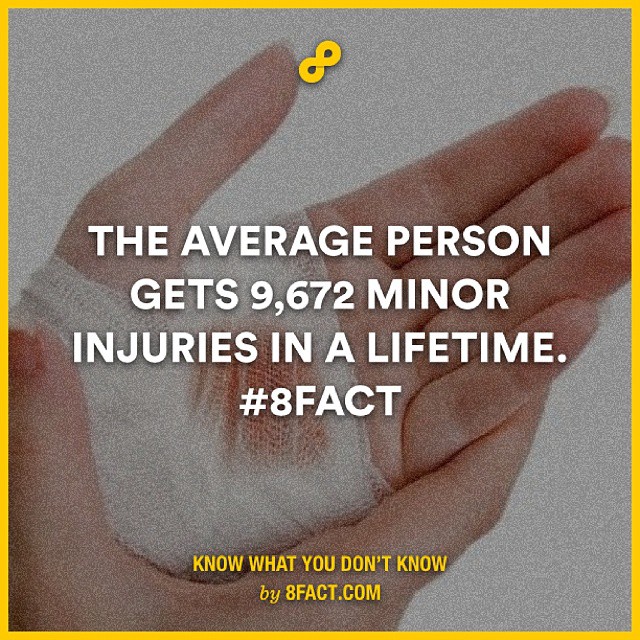 THE AVERAGE PERSON
GETS 9,672 MINOR
INJURIES IN A LIFETIME.
#8FACT
KNOW WHAT YOU DON'T KNOW
by 8FACT.COM